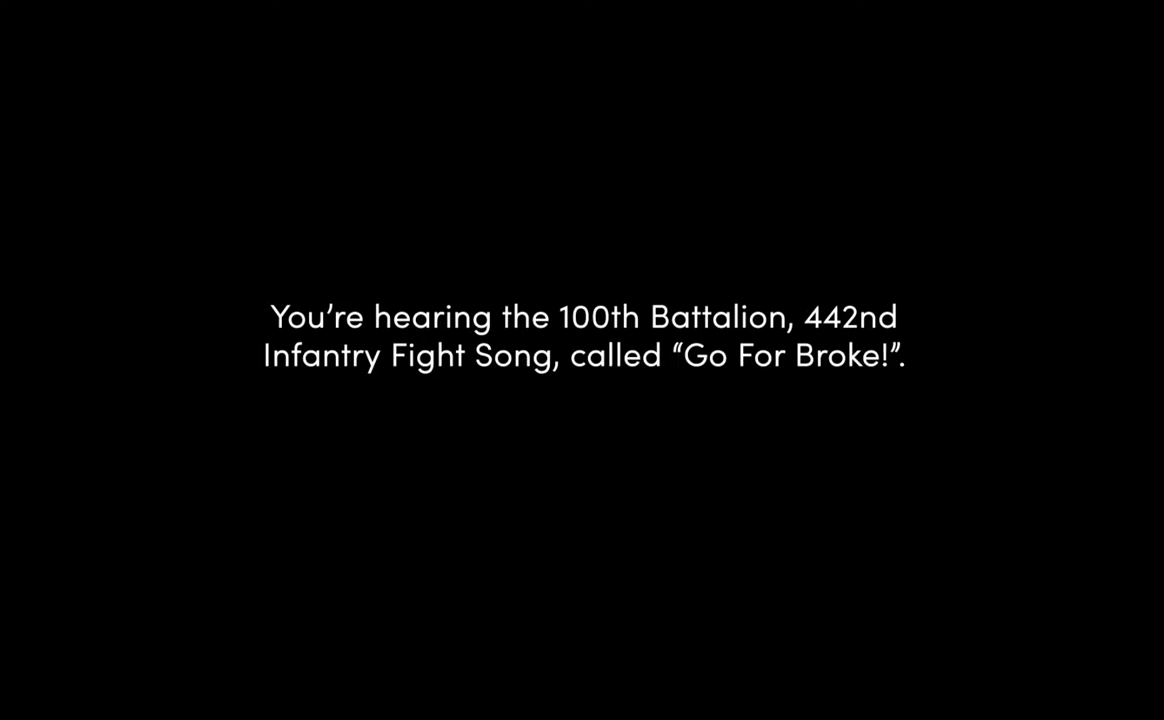 You’re hearing the 100th Battalion, 442nd
Infantry Fight Song, called “Go For Broke!”.